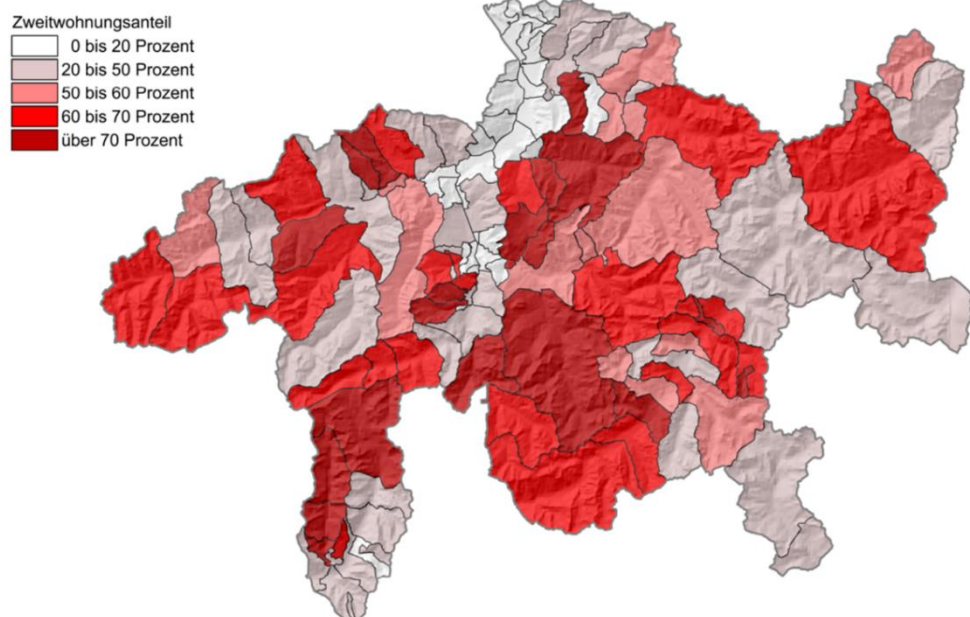 Zweitwohnungsanteil
0 bis 20 Prozent
20 bis 50 Prozent
50 bis 60 Prozent
60 bis 70 Prozent
über 70 Prozent